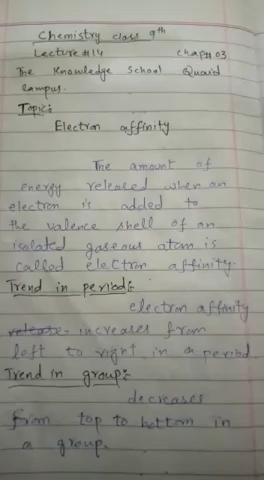 Chemistry class 9th
Lecture #14 Chap# 03
The Knowledge School Quaid
Campus.
Topic:
Electron affinity
The amount of
energy released when an
electron is added to
the valence shell of an
isolated gaseous atom is
called electron affinity.
Trend in period:-
electron affinity
increases from
left to right in a period
Trend in group:-
decreases
from top to bottom in
a group.